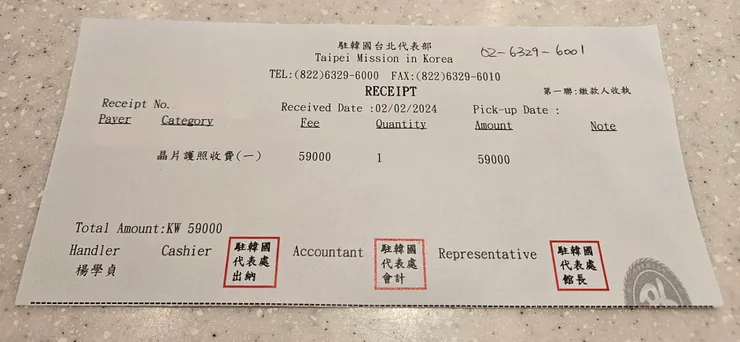 駐韓國台北代表部 02-6329-6001
Taipei Mission in Korea
TEL:(822)6329-6000 FAX:(822)6329-6010
RECEIPT 第一聯:繳款人收執
Receipt No. Received Date :02/02/2024 Pick-up Date :
Payer Category Fee Quantity Amount Note
晶片護照收費(一) 59000 1 59000
Total Amount:KW 59000
Handler Cashier 駐韓國代表處出納 Accountant 駐韓國代表處會計 Representative 駐韓國代表處館長
楊學貞